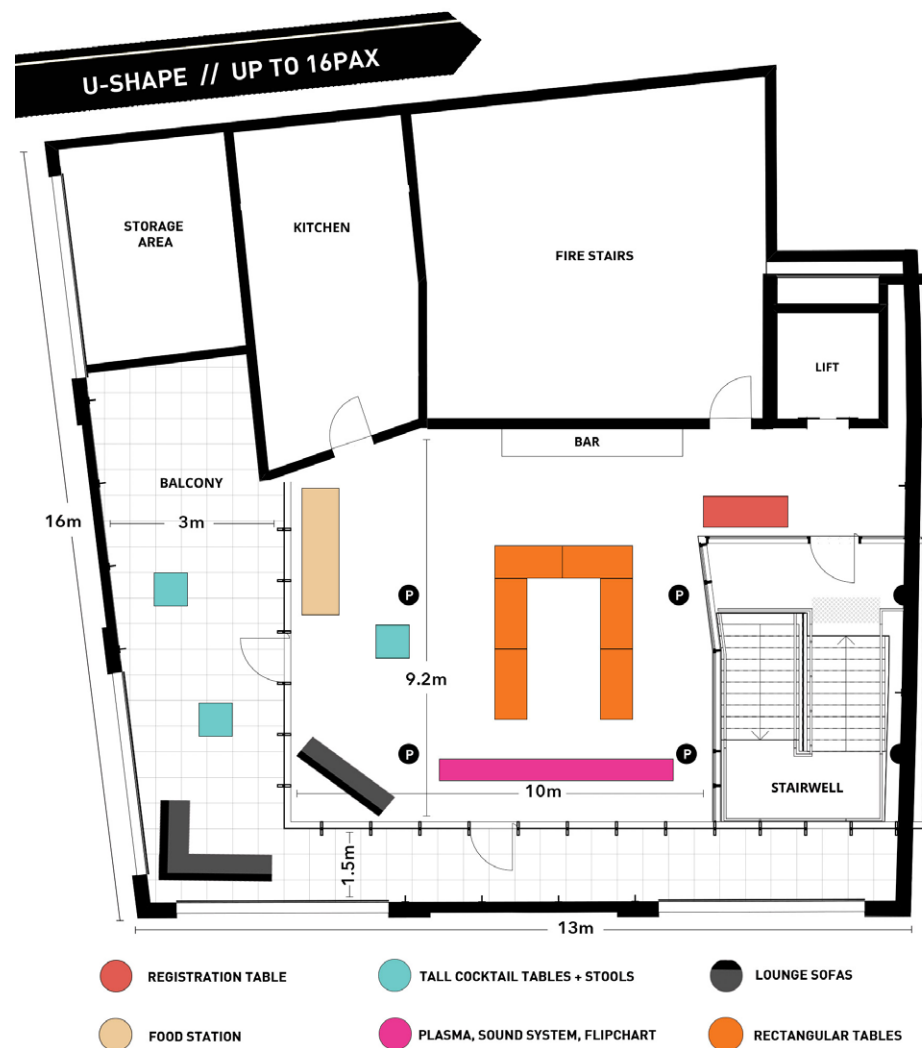 U-SHAPE // UP TO 16PAX
STORAGE
AREA
KITCHEN
FIRE STAIRS
LIFT
BAR
BALCONY
16m
3m
P
P
9.2m
P
P
10m
STAIRWELL
1.5m
13m
REGISTRATION TABLE
TALL COCKTAIL TABLES + STOOLS
LOUNGE SOFAS
FOOD STATION
PLASMA, SOUND SYSTEM, FLIPCHART
RECTANGULAR TABLES